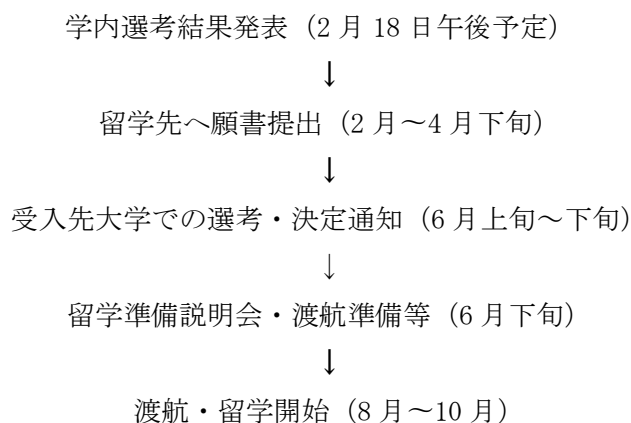 学内選考結果発表（2 月 18 日午後予定）
↓
留学先へ願書提出（2 月～4 月下旬）
↓
受入先大学での選考・決定通知（6 月上旬～下旬）
↓
留学準備説明会・渡航準備等（6 月下旬）
↓
渡航・留学開始（8 月～10 月）